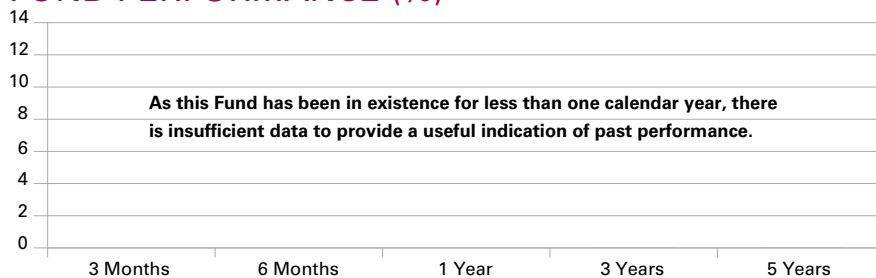 FUND PERFORMANCE (%)
14
12
10
8
6
4
2
0
As this Fund has been in existence for less than one calendar year, there
is insufficient data to provide a useful indication of past performance.
3 Months 6 Months 1 Year 3 Years 5 Years